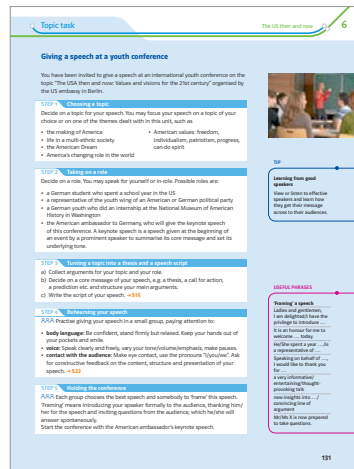 Topic task
The US then and now
6
Giving a speech at a youth conference
You have been invited to give a speech at an international youth conference on the
topic "The USA then and now: Values and visions for the 21st century" organised by
the US embassy in Berlin.
STEP 1 Choosing a topic
Decide on a topic for your speech. You may focus your speech on a topic of your
choice or on one of the themes dealt with in this unit, such as
• the making of America
• life in a multi-ethnic society
• the American Dream
• America's changing role in the world
• American values: freedom,
individualism, patriotism, progress,
can-do spirit
STEP 2 Taking on a role
Decide on a role. You may speak for yourself or in-role. Possible roles are:
• a German student who spent a school year in the US
• a representative of the youth wing of an American or German political party
• a German youth who did an internship at the National Museum of American
History in Washington
• the American ambassador to Germany, who will give the keynote speech
of this conference. A keynote speech is a speech given at the beginning of
an event by a prominent speaker to summarise its core message and set its
underlying tone.
STEP 3 Turning a topic into a thesis and a speech script
a) Collect arguments for your topic and your role.
b) Decide on a core message of your speech, e.g. a thesis, a call for action,
a prediction etc. and structure your main arguments.
c) Write the script of your speech. →S15
STEP 4 Rehearsing your speech
Practise giving your speech in a small group, paying attention to:
• body language: Be confident, stand firmly but relaxed. Keep your hands out of
your pockets and smile.
• voice: Speak clearly and freely, vary your tone/volume/emphasis, make pauses.
• contact with the audience: Make eye contact, use the pronouns "I/you/we". Ask
for constructive feedback on the content, structure and presentation of your
speech. →S22
STEP 5 Holding the conference
Each group chooses the best speech and somebody to 'frame' this speech.
'Framing' means introducing your speaker formally to the audience, thanking him/
her for the speech and inviting questions from the audience, which he/she will
answer spontaneously.
Start the conference with the American ambassador's keynote speech.
TIP
Learning from good
speakers
View or listen to effective
speakers and learn how
they get their message
across to their audiences.
USEFUL PHRASES
'Framing' a speech
Ladies and gentlemen,
I am delighted/I have the
privilege to introduce …
It is an honour for me to
welcome … today.
He/She spent a year … /is
a representative of …
Speaking on behalf of …,
I would like to thank you
for …
a very informative/
entertaining/thought-
provoking talk
new insights into … /
convincing line of
argument
Mr/Ms X is now prepared
to take questions.
131